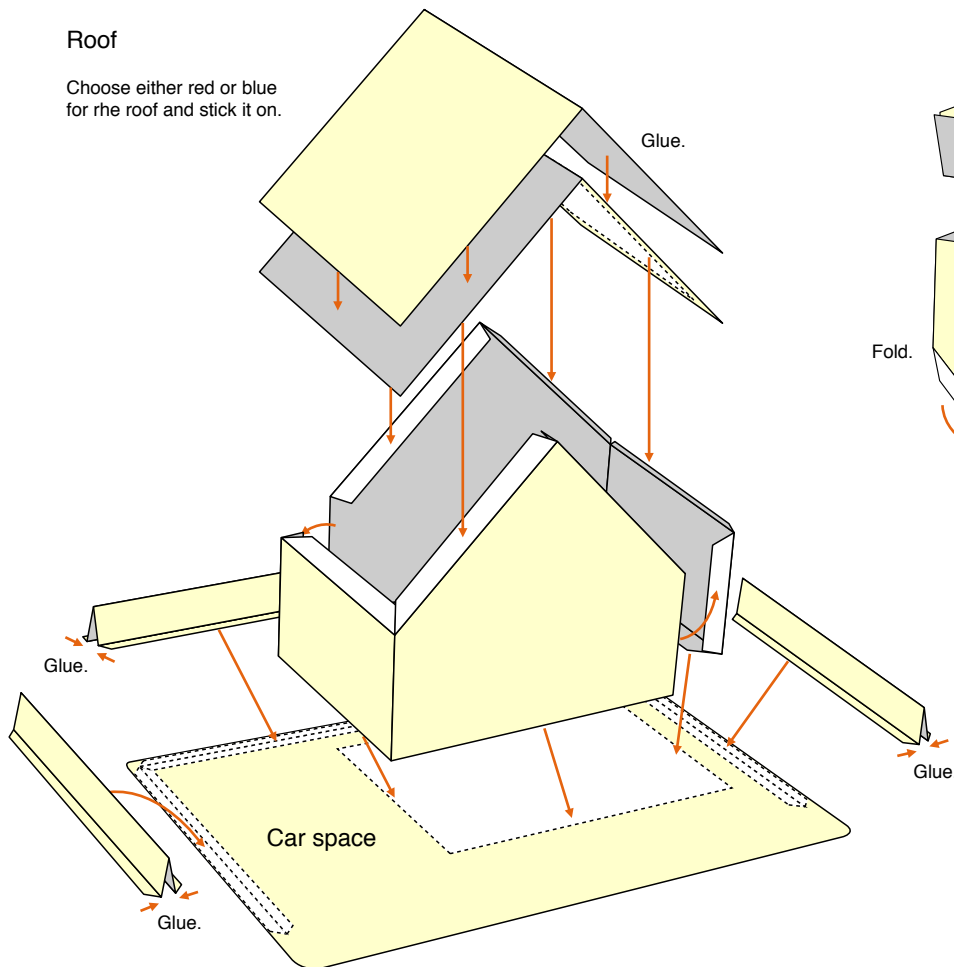 Roof
Choose either red or blue
for rhe roof and stick it on.
Glue.
Fold.
Glue.
Glue
Car space
Glue.